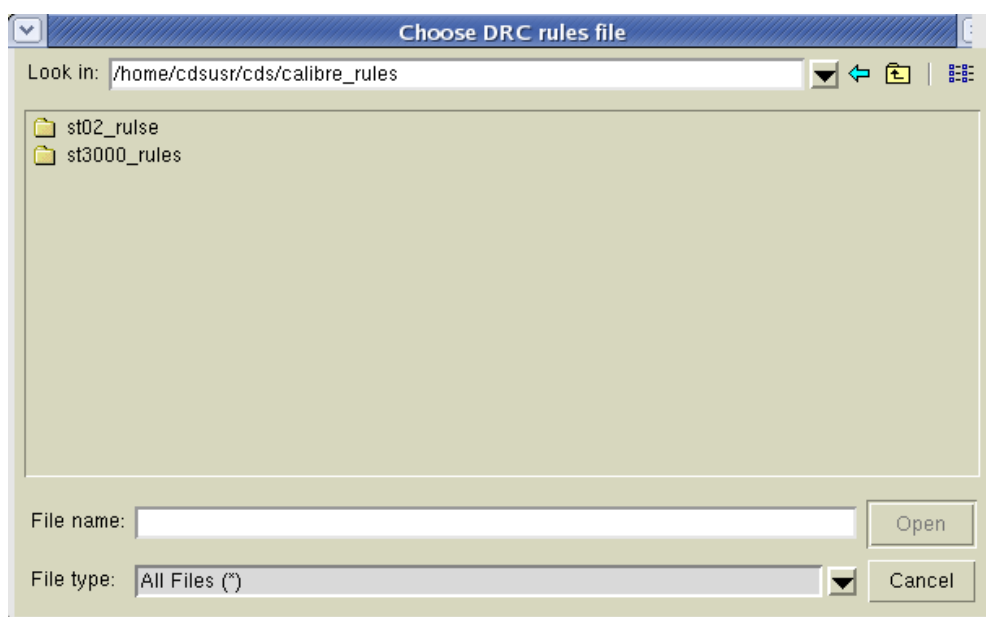 Choose DRC rules file
Look in: /home/cdsusr/cds/calibre_rules
st02_rulse
st3000_rules
File name:
Open
File type: All Files (*)
Cancel